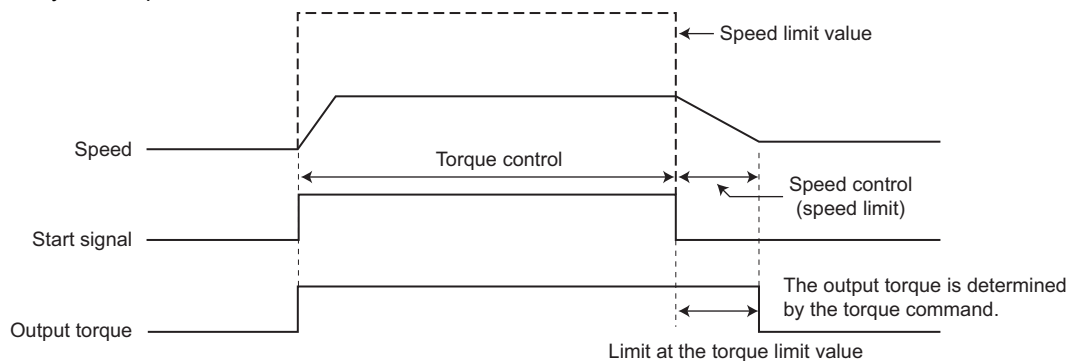 Speed limit value
Speed
Torque control
Speed control
(speed limit)
Start signal
The output torque is determined
by the torque command.
Output torque
Limit at the torque limit value